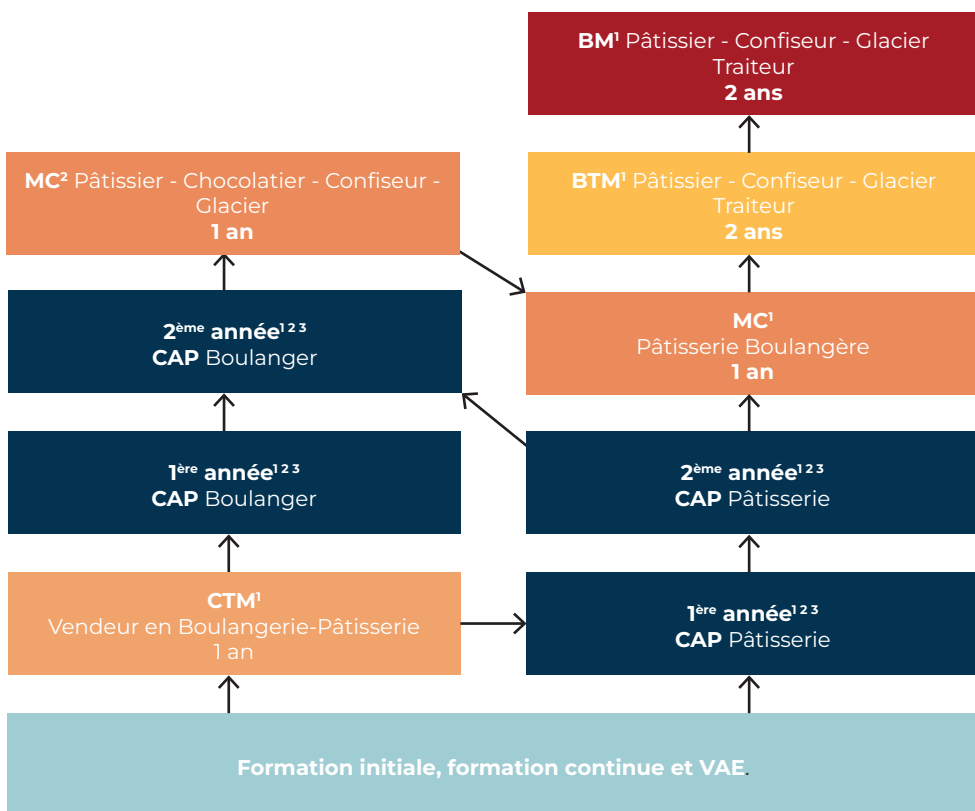 BM¹ Pâtissier - Confiseur - Glacier
Traiteur
2 ans
MC² Pâtissier - Chocolatier - Confiseur -
Glacier
1 an
BTM¹ Pâtissier - Confiseur - Glacier
Traiteur
2 ans
2ème année¹ ² ³
CAP Boulanger
MC¹
Pâtisserie Boulangère
1 an
1ère année¹ ² ³
CAP Boulanger
2ème année¹ ² ³
CAP Pâtisserie
CTM¹
Vendeur en Boulangerie-Pâtisserie
1 an
1ère année¹ ² ³
CAP Pâtisserie
Formation initiale, formation continue et VAE.